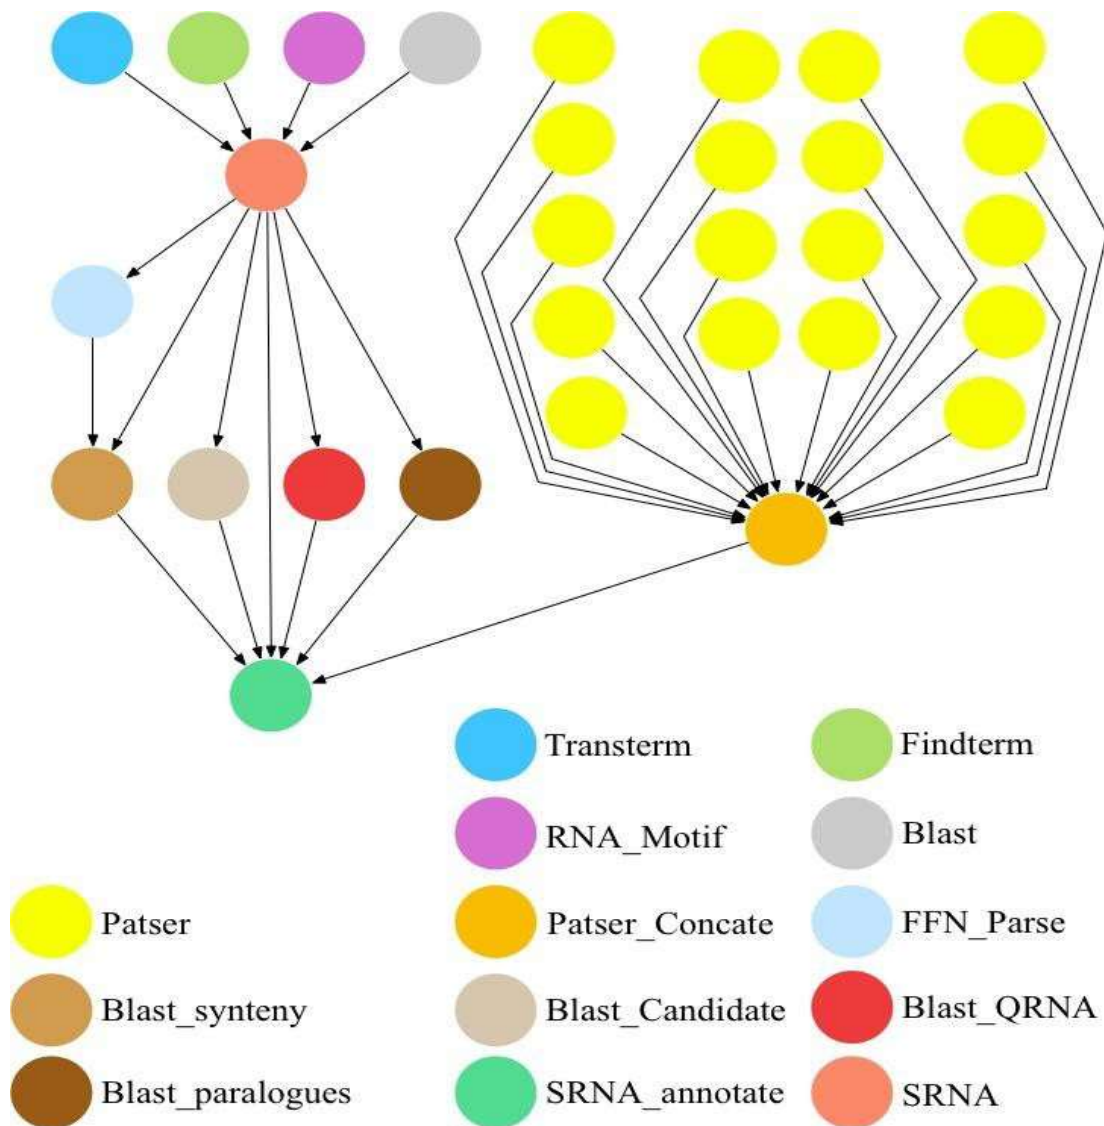 Transterm
Findterm
RNA_Motif
Blast
Patser
Patser_Concate
FFN_Parse
Blast_synteny
Blast_Candidate
Blast_QRNA
Blast_paralogues
SRNA_annotate
SRNA